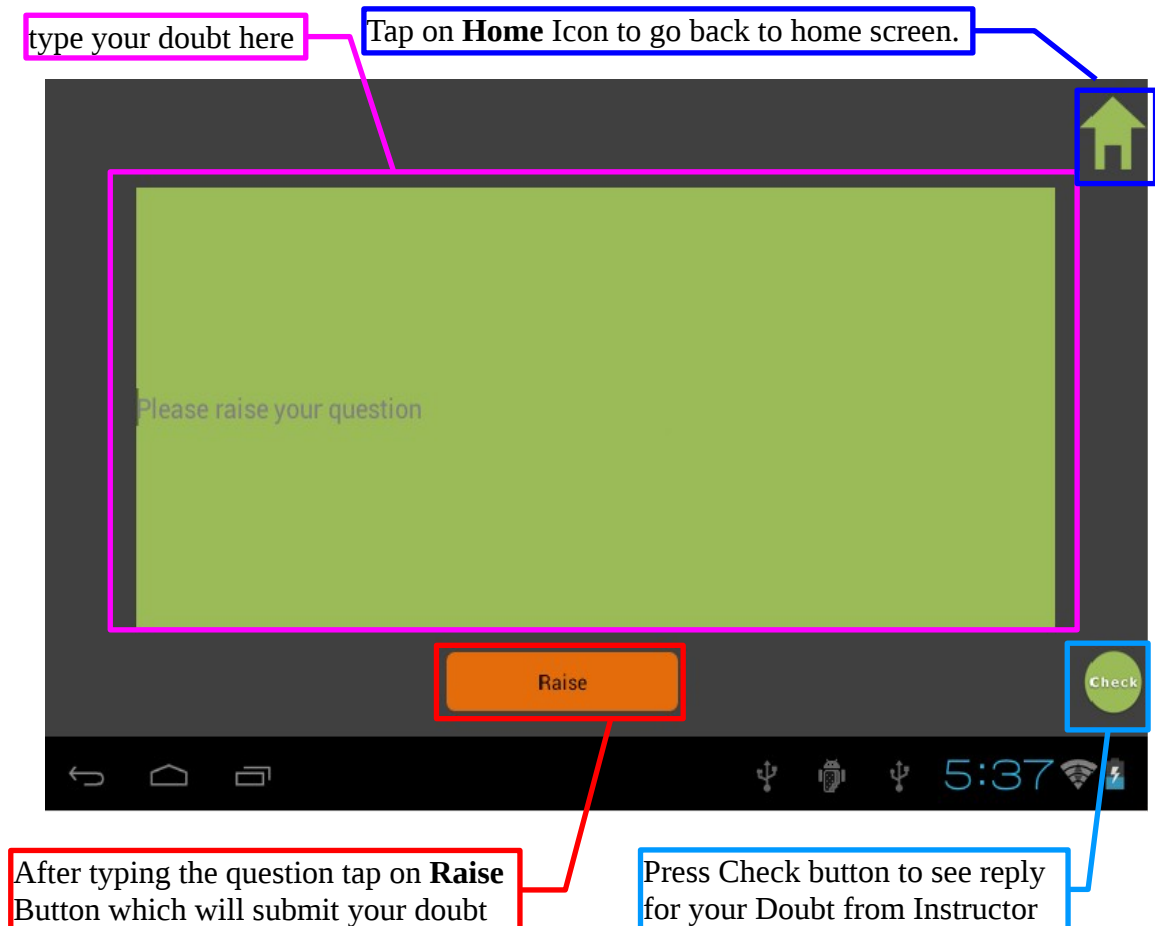 type your doubt here
Tap on Home Icon to go back to home screen.
Please raise your question
Raise
Check
5:37
After typing the question tap on Raise
Button which will submit your doubt
Press Check button to see reply
for your Doubt from Instructor